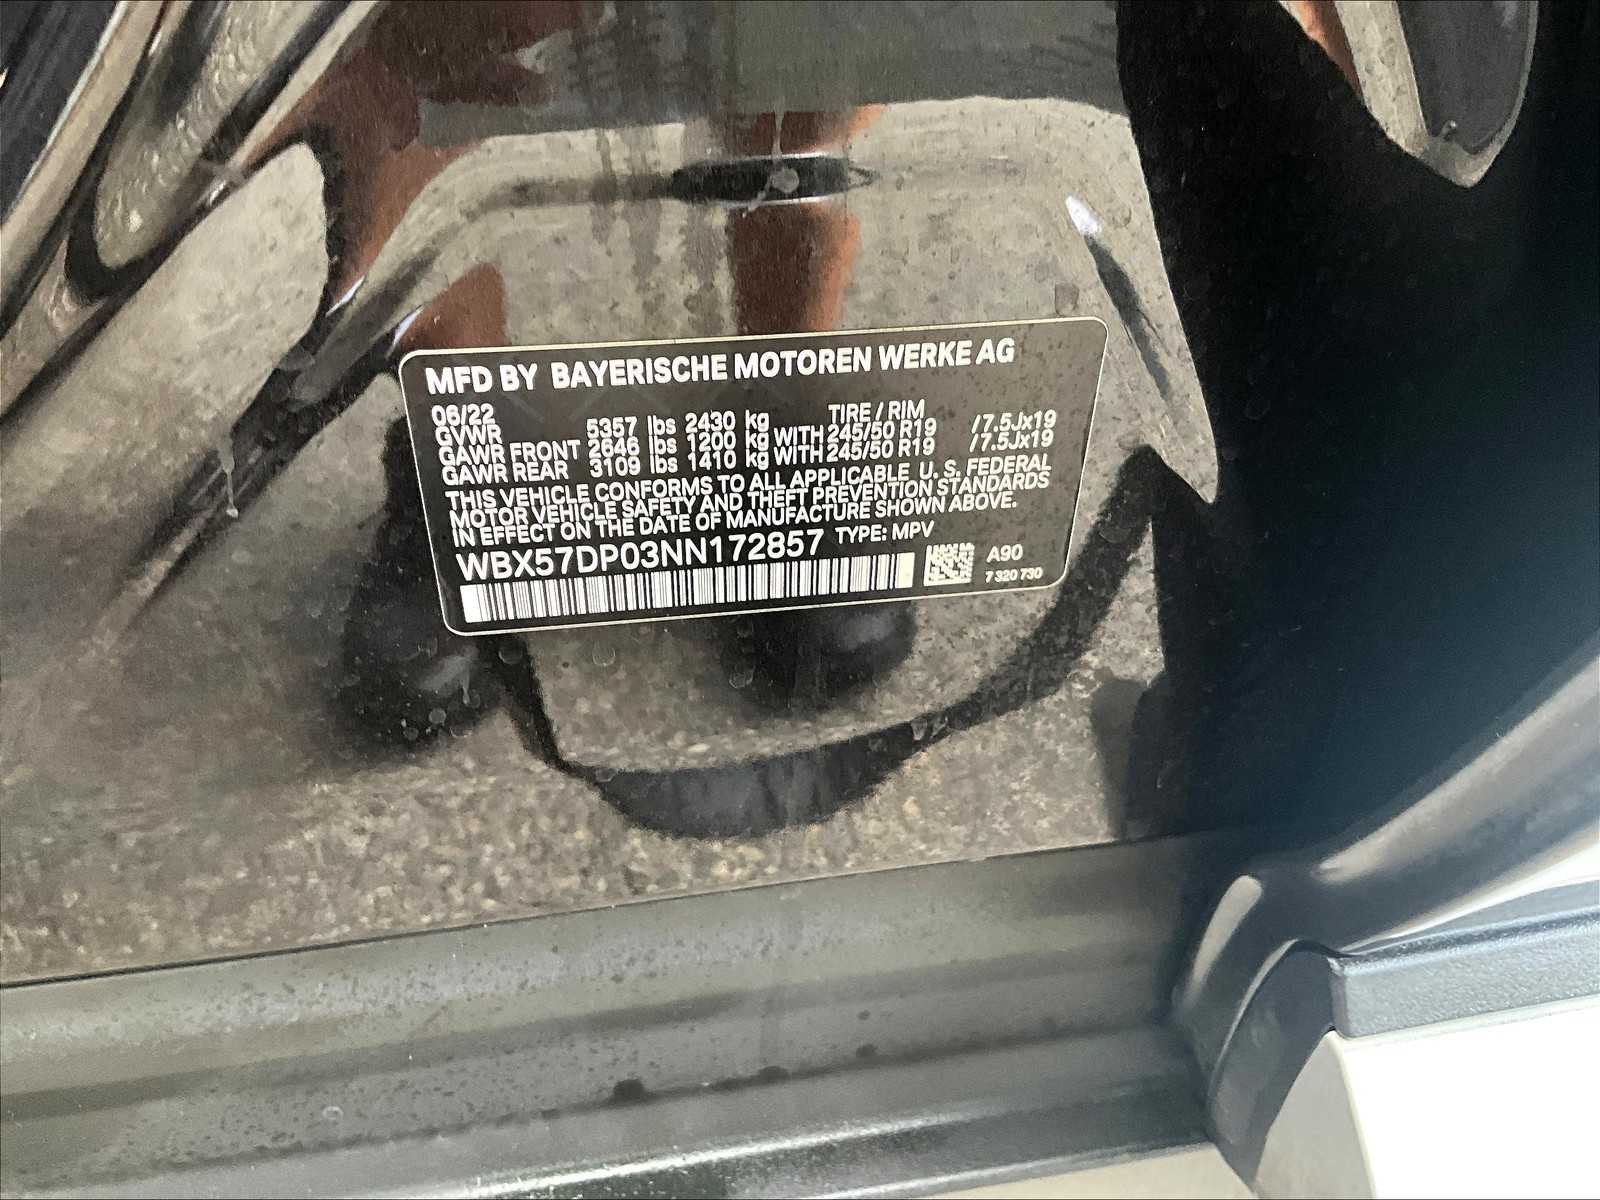 MFD BY BAYERISCHE MOTOREN WERKE AG
06/22 TIRE / RIM
GVWR 5357 lbs 2430 kg
GAWR FRONT 2646 lbs 1200 kg WITH 245/50 R19 /7.5Jx19
GAWR REAR 3109 lbs 1410 kg WITH 245/50 R19 /7.5Jx19
THIS VEHICLE CONFORMS TO ALL APPLICABLE U. S. FEDERAL
MOTOR VEHICLE SAFETY AND THEFT PREVENTION STANDARDS
IN EFFECT ON THE DATE OF MANUFACTURE SHOWN ABOVE.
WBX57DP03NN172857 TYPE: MPV
A90
7 320 730